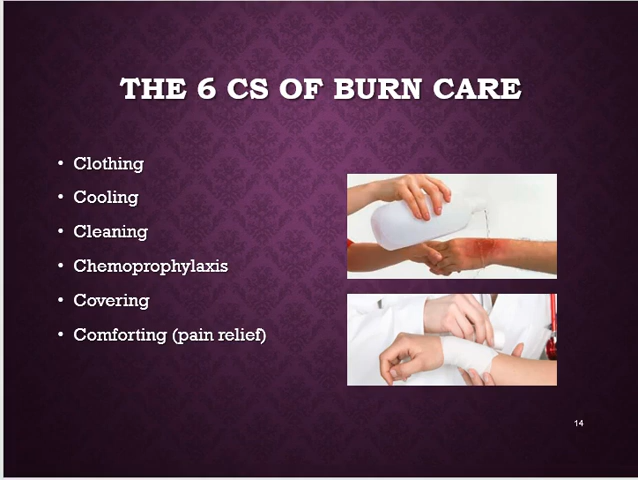 THE 6 CS OF BURN CARE
• Clothing
• Cooling
• Cleaning
• Chemoprophylaxis
• Covering
• Comforting (pain relief)
14